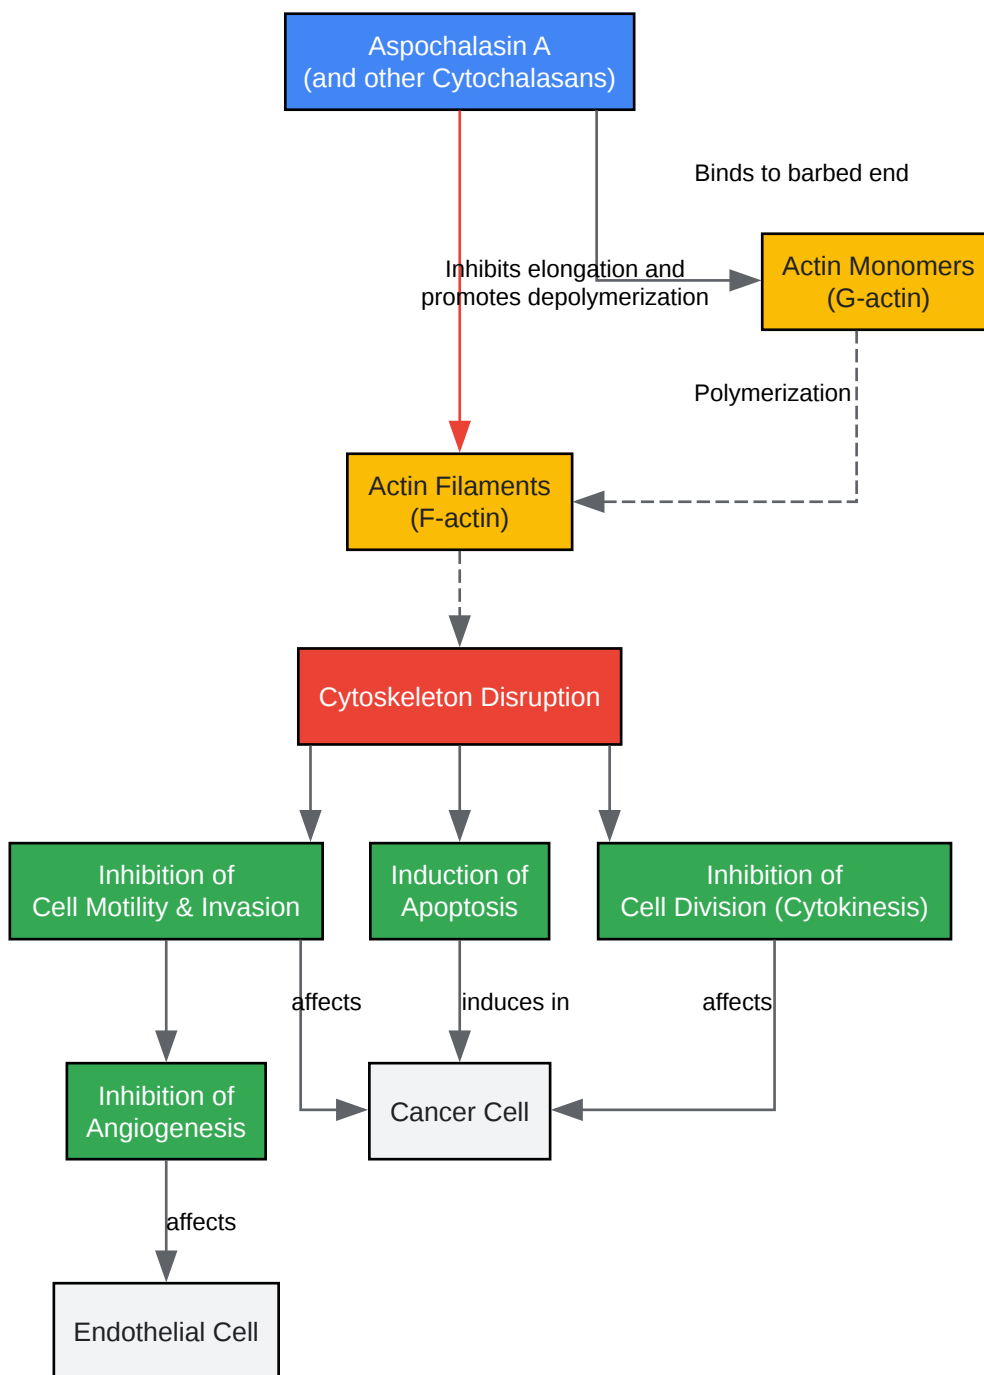 Aspochalasin A
(and other Cytochalasans)
Binds to barbed end
Inhibits elongation and
promotes depolymerization
Actin Monomers
(G-actin)
Polymerization
Actin Filaments
(F-actin)
Cytoskeleton Disruption
Inhibition of
Cell Motility & Invasion
Induction of
Apoptosis
Inhibition of
Cell Division (Cytokinesis)
affects
induces in
affects
Inhibition of
Angiogenesis
Cancer Cell
affects
Endothelial Cell